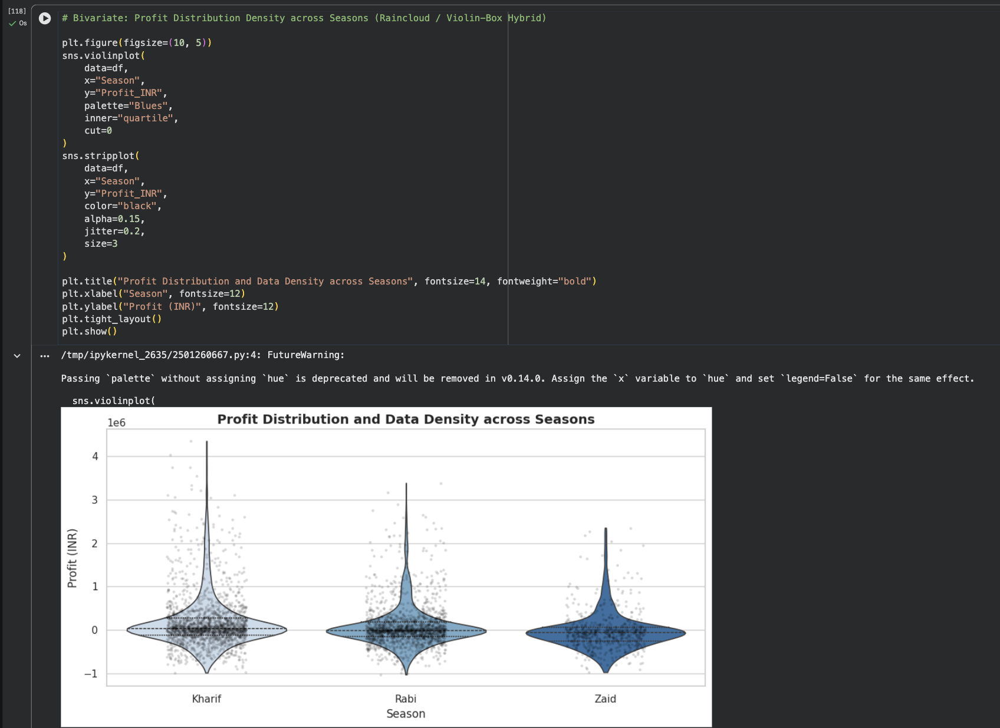 [118]
0s
# Bivariate: Profit Distribution Density across Seasons (Raincloud / Violin-Box Hybrid)
plt.figure(figsize=(10, 5))
sns.violinplot(
    data=df,
    x="Season",
    y="Profit_INR",
    palette="Blues",
    inner="quartile",
    cut=0
)
sns.stripplot(
    data=df,
    x="Season",
    y="Profit_INR",
    color="black",
    alpha=0.15,
    jitter=0.2,
    size=3
)
plt.title("Profit Distribution and Data Density across Seasons", fontsize=14, fontweight="bold")
plt.xlabel("Season", fontsize=12)
plt.ylabel("Profit (INR)", fontsize=12)
plt.tight_layout()
plt.show()
/tmp/ipykernel_2635/2501260667.py:4: FutureWarning:
Passing `palette` without assigning `hue` is deprecated and will be removed in v0.14.0. Assign the `x` variable to `hue` and set `legend=False` for the same effect.
  sns.violinplot(
Profit Distribution and Data Density across Seasons
1e6
4
3
2
1
0
−1
Profit (INR)
Kharif
Rabi
Zaid
Season